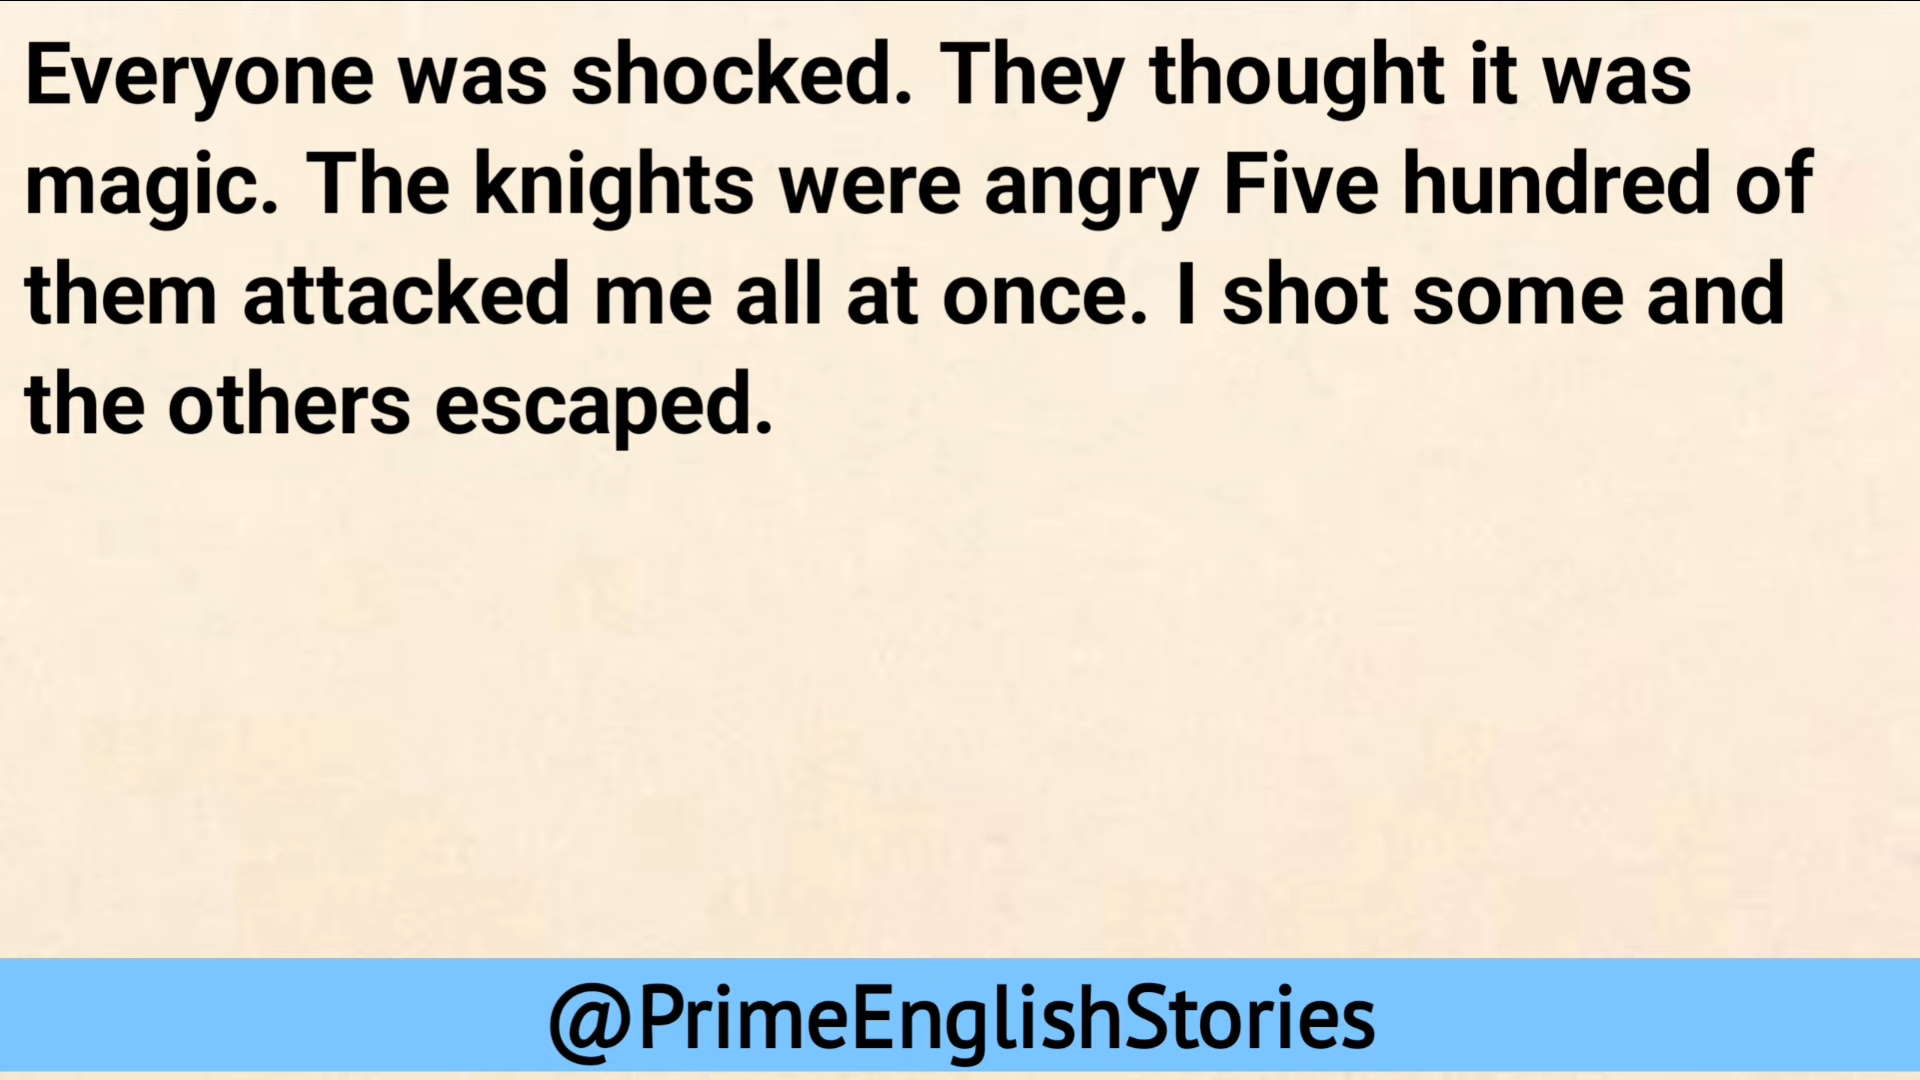 Everyone was shocked. They thought it was
magic. The knights were angry Five hundred of
them attacked me all at once. I shot some and
the others escaped.
@PrimeEnglishStories